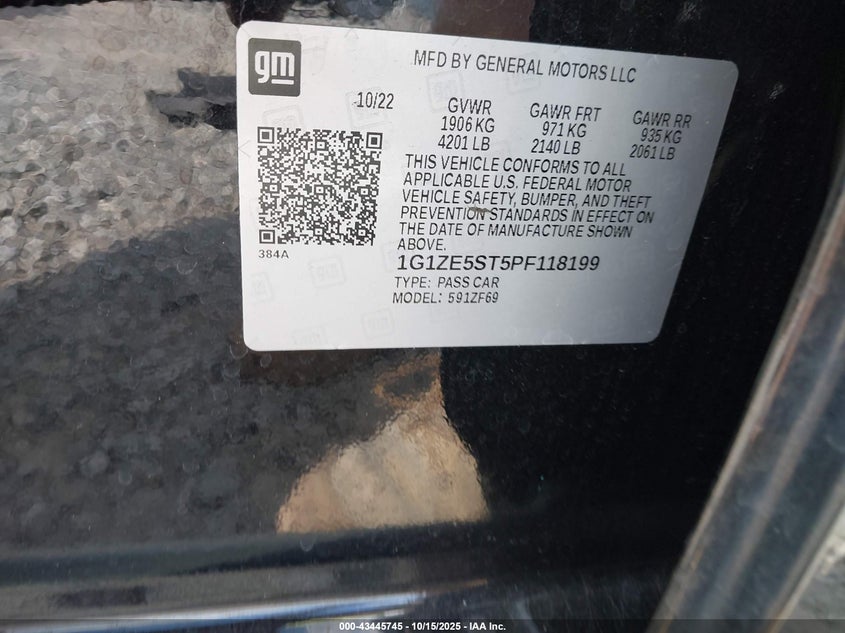 gm
MFD BY GENERAL MOTORS LLC
10/22
GVWR
1906 KG
4201 LB
GAWR FRT
971 KG
2140 LB
GAWR RR
935 KG
2061 LB
THIS VEHICLE CONFORMS TO ALL
APPLICABLE U.S. FEDERAL MOTOR
VEHICLE SAFETY, BUMPER, AND THEFT
PREVENTION STANDARDS IN EFFECT ON
THE DATE OF MANUFACTURE SHOWN
ABOVE.
384A
1G1ZE5ST5PF118199
TYPE: PASS CAR
MODEL: 591ZF69
000-43445745 - 10/15/2025 - IAA Inc.